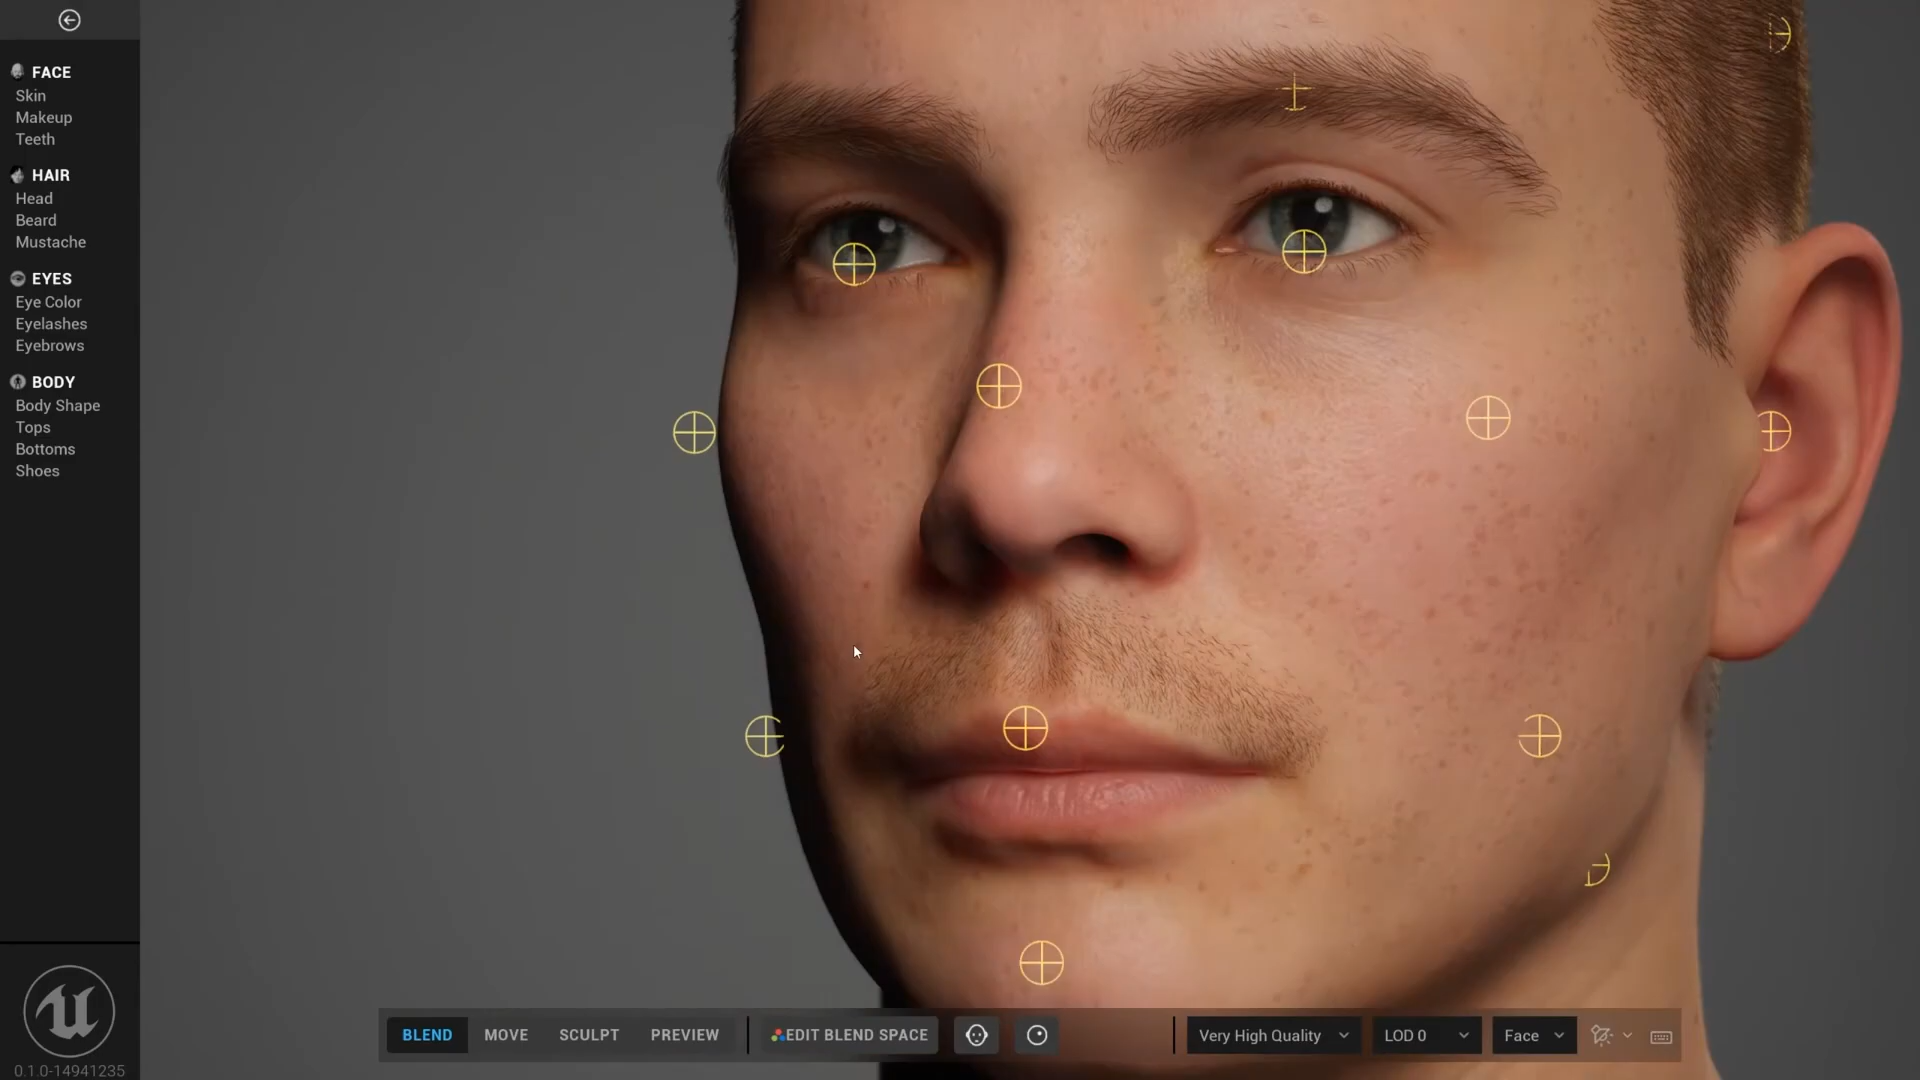 FACE
Skin
Makeup
Teeth
HAIR
Head
Beard
Mustache
EYES
Eye Color
Eyelashes
Eyebrows
BODY
Body Shape
Tops
Bottoms
Shoes
BLEND MOVE SCULPT PREVIEW EDIT BLEND SPACE Very High Quality LOD 0 Face
0.1.0-14941235